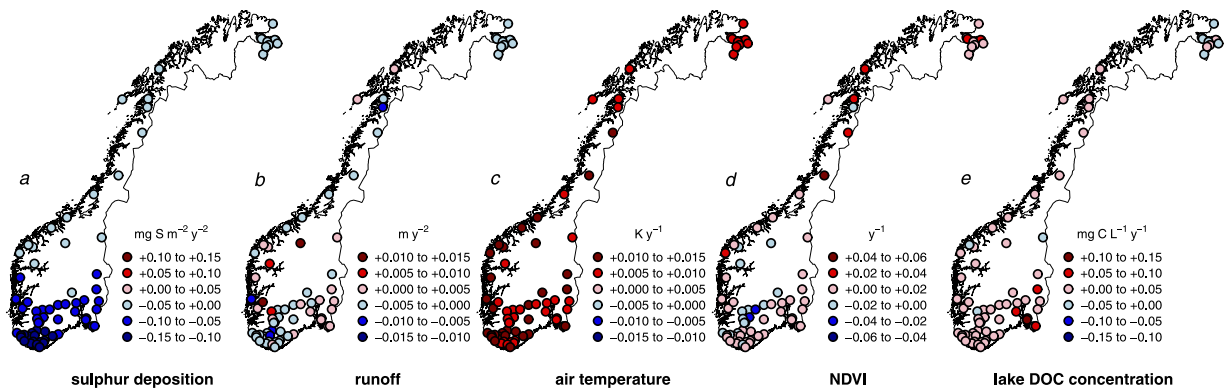 a
mg S m⁻² y⁻²
+0.10 to +0.15
+0.05 to +0.10
+0.00 to +0.05
−0.05 to +0.00
−0.10 to −0.05
−0.15 to −0.10
sulphur deposition
b
m y⁻²
+0.010 to +0.015
+0.005 to +0.010
+0.000 to +0.005
−0.005 to +0.000
−0.010 to −0.005
−0.015 to −0.010
runoff
c
K y⁻¹
+0.010 to +0.015
+0.005 to +0.010
+0.000 to +0.005
−0.005 to +0.000
−0.010 to −0.005
−0.015 to −0.010
air temperature
d
y⁻¹
+0.04 to +0.06
+0.02 to +0.04
+0.00 to +0.02
−0.02 to +0.00
−0.04 to −0.02
−0.06 to −0.04
NDVI
e
mg C L⁻¹ y⁻¹
+0.10 to +0.15
+0.05 to +0.10
+0.00 to +0.05
−0.05 to +0.00
−0.10 to −0.05
−0.15 to −0.10
lake DOC concentration